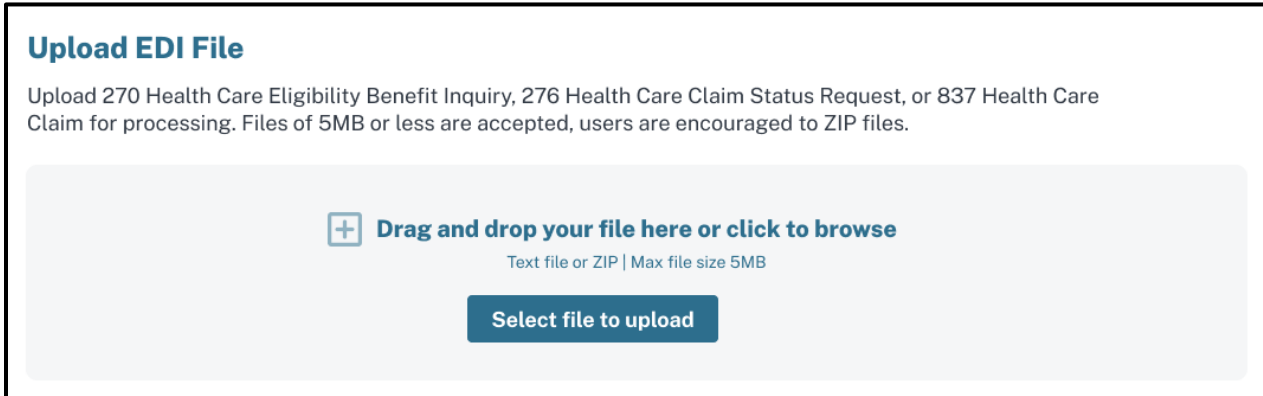 Upload EDI File
Upload 270 Health Care Eligibility Benefit Inquiry, 276 Health Care Claim Status Request, or 837 Health Care
Claim for processing. Files of 5MB or less are accepted, users are encouraged to ZIP files.
Drag and drop your file here or click to browse
Text file or ZIP | Max file size 5MB
Select file to upload